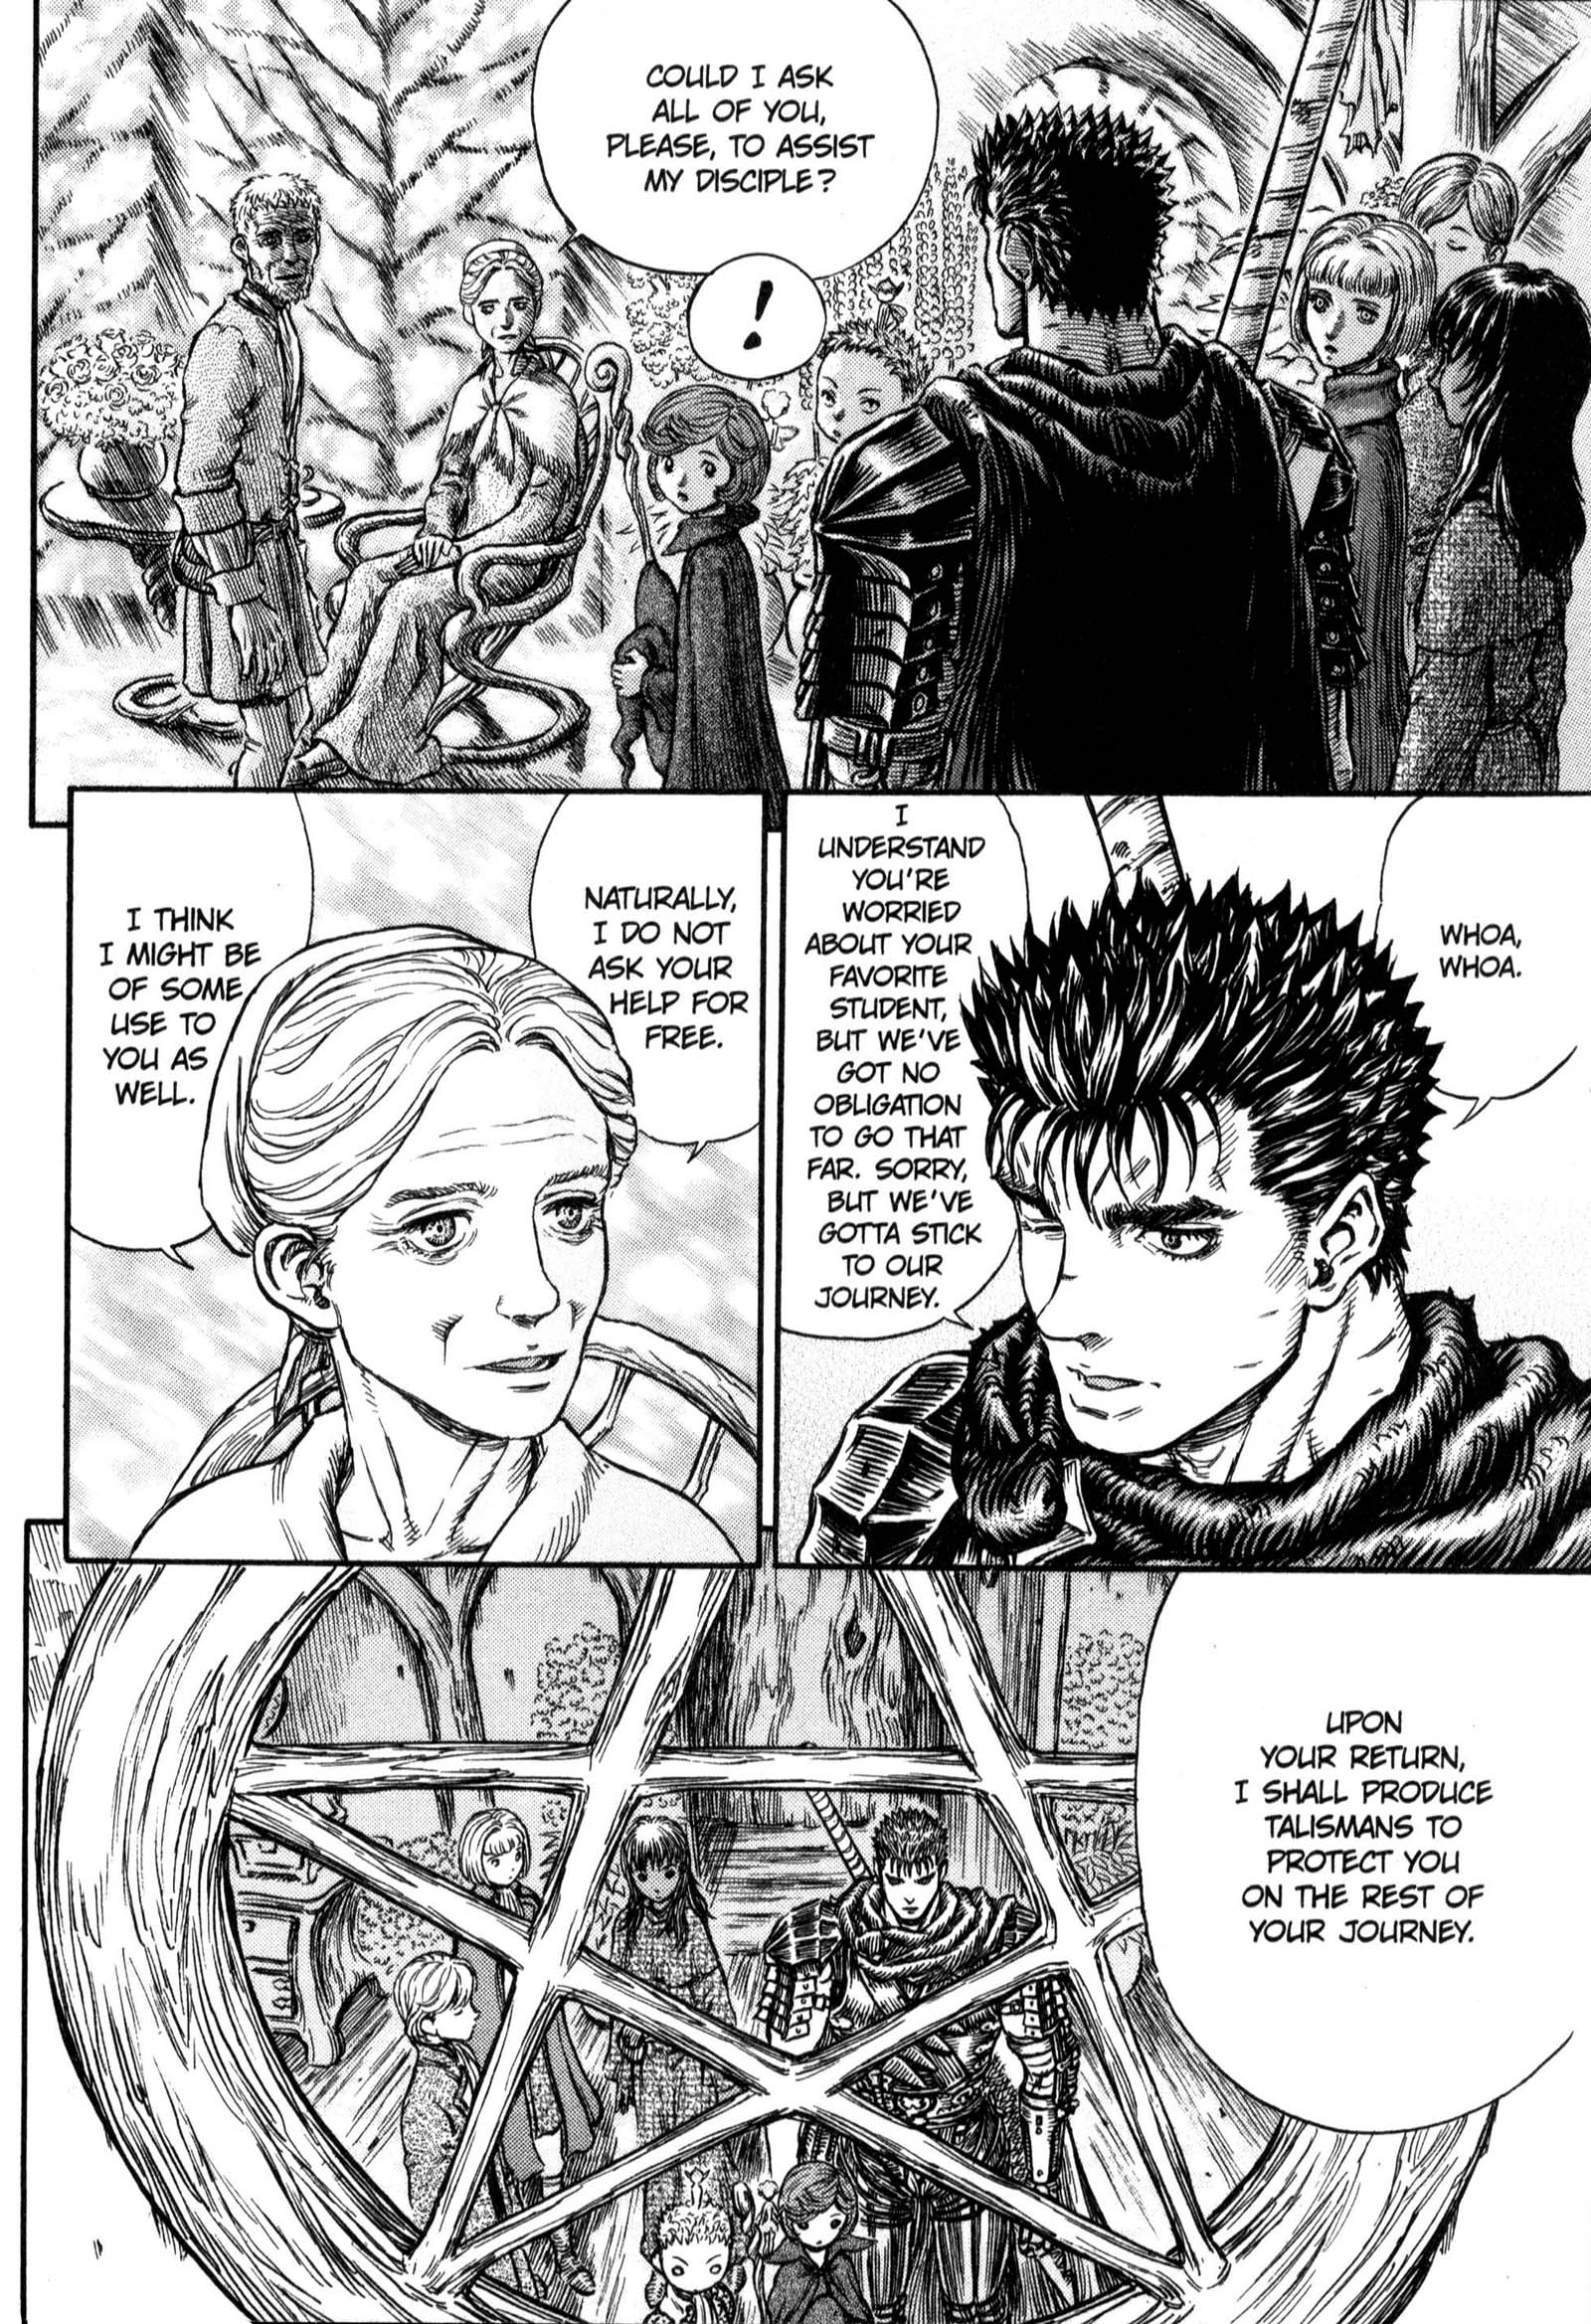 COULD I ASK
ALL OF YOU,
PLEASE, TO ASSIST
MY DISCIPLE?
!
WHOA,
WHOA.
I
UNDERSTAND
YOU'RE
WORRIED
ABOUT YOUR
FAVORITE
STUDENT,
BUT WE'VE
GOT NO
OBLIGATION
TO GO THAT
FAR. SORRY,
BUT WE'VE
GOTTA STICK
TO OUR
JOURNEY.
NATURALLY,
I DO NOT
ASK YOUR
HELP FOR
FREE.
I THINK
I MIGHT BE
OF SOME
USE TO
YOU AS
WELL.
UPON
YOUR RETURN,
I SHALL PRODUCE
TALISMANS TO
PROTECT YOU
ON THE REST OF
YOUR JOURNEY.